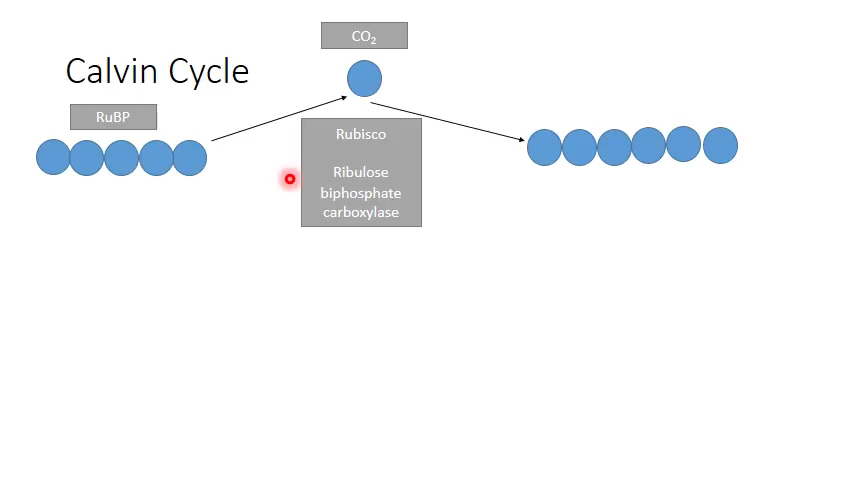 CO₂
Calvin Cycle
RuBP
Rubisco
Ribulose
biphosphate
carboxylase